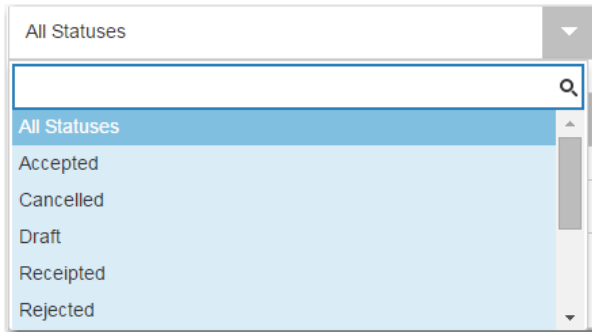 All Statuses
All Statuses
Accepted
Cancelled
Draft
Receipted
Rejected